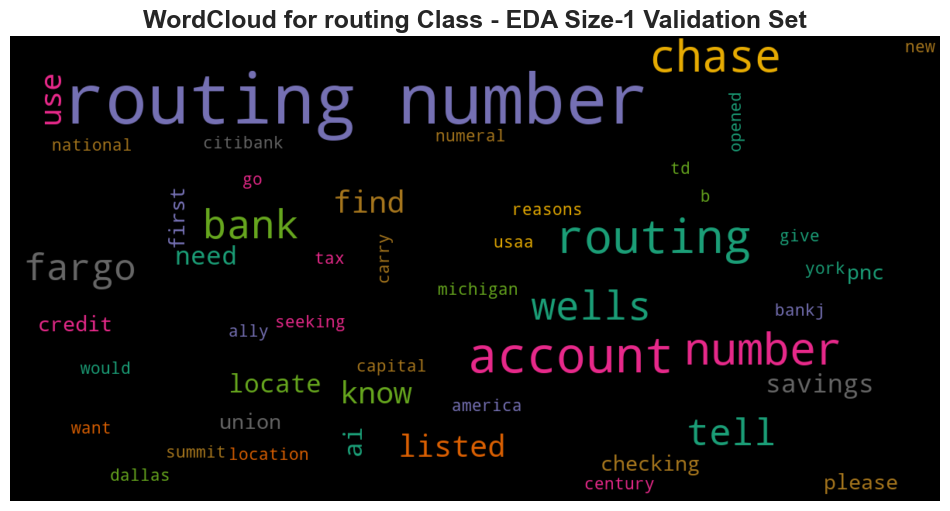 WordCloud for routing Class - EDA Size-1 Validation Set
new
chase
use
routing number
opened
numeral
national
citibank
td
go
b
first
find
reasons
bank
routing
give
usaa
carry
need
tax
fargo
york
pnc
michigan
wells
bankj
credit
seeking
ally
account
number
would
capital
locate
know
savings
america
union
want
tell
ai
listed
summit
location
checking
dallas
century
please